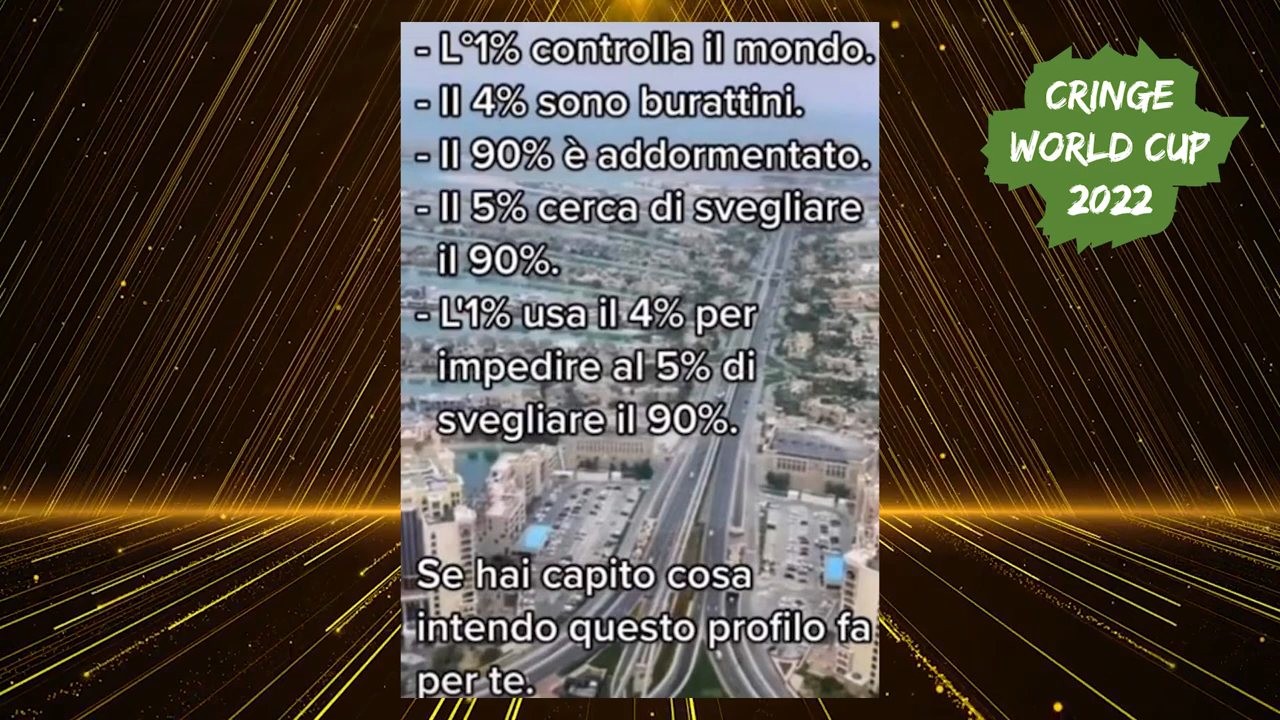 - L°1% controlla il mondo.
- Il 4% sono burattini.
- Il 90% è addormentato.
- Il 5% cerca di svegliare
il 90%.
- L'1% usa il 4% per
impedire al 5% di
svegliare il 90%.
Se hai capito cosa
intendo questo profilo fa
per te.
CRINGE
WORLD CUP
2022